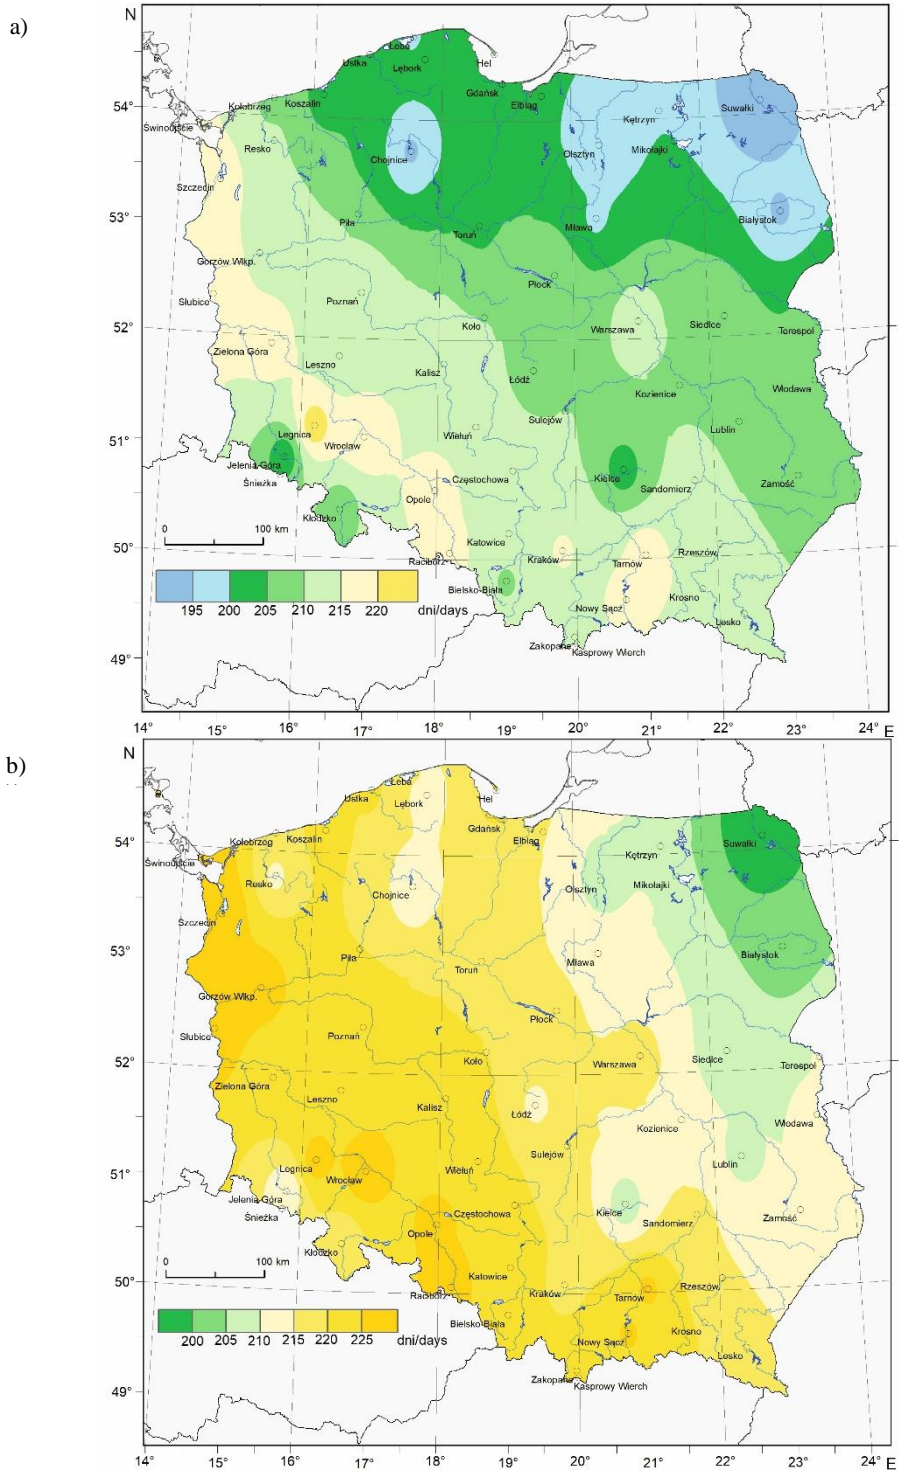 a)
N
Łeba
Ustka
Lębork
Hel
Gdańsk
54°
Kołobrzeg
Koszalin
Elbląg
Suwałki
Świnoujście
Kętrzyn
Resko
Chojnice
Olsztyn
Mikołajki
Szczecin
53°
Piła
Toruń
Mława
Białystok
Gorzów Wlkp.
Płock
Słubice
Poznań
52°
Koło
Warszawa
Siedlce
Terespol
Zielona Góra
Leszno
Kalisz
Łódź
Kozienice
Włodawa
Sulejów
Lublin
51°
Legnica
Wrocław
Wieluń
Jelenia Góra
Śnieżka
Częstochowa
Kielce
Sandomierz
Zamość
Opole
Kłodzko
0 100 km
50°
Katowice
Racibórz
Kraków
Tarnów
Rzeszów
Bielsko-Biała
Krosno
195 200 205 210 215 220 dni/days
Nowy Sącz
Lesko
49°
Zakopane
Kasprowy Wierch
14° 15° 16° 17° 18° 19° 20° 21° 22° 23° E
b)
N
Łeba
Ustka
Lębork
Hel
Gdańsk
54°
Kołobrzeg
Koszalin
Elbląg
Suwałki
Świnoujście
Kętrzyn
Resko
Chojnice
Olsztyn
Mikołajki
Szczecin
53°
Piła
Toruń
Mława
Białystok
Gorzów Wlkp.
Płock
Słubice
Poznań
52°
Koło
Warszawa
Siedlce
Terespol
Zielona Góra
Leszno
Kalisz
Łódź
Kozienice
Włodawa
Sulejów
Lublin
51°
Legnica
Wrocław
Wieluń
Jelenia Góra
Śnieżka
Częstochowa
Kielce
Sandomierz
Zamość
Opole
Kłodzko
0 100 km
50°
Katowice
Racibórz
Kraków
Tarnów
Rzeszów
Bielsko-Biała
Krosno
200 205 210 215 220 225 dni/days
Nowy Sącz
Lesko
49°
Zakopane
Kasprowy Wierch
14° 15° 16° 17° 18° 19° 20° 21° 22° 23° E